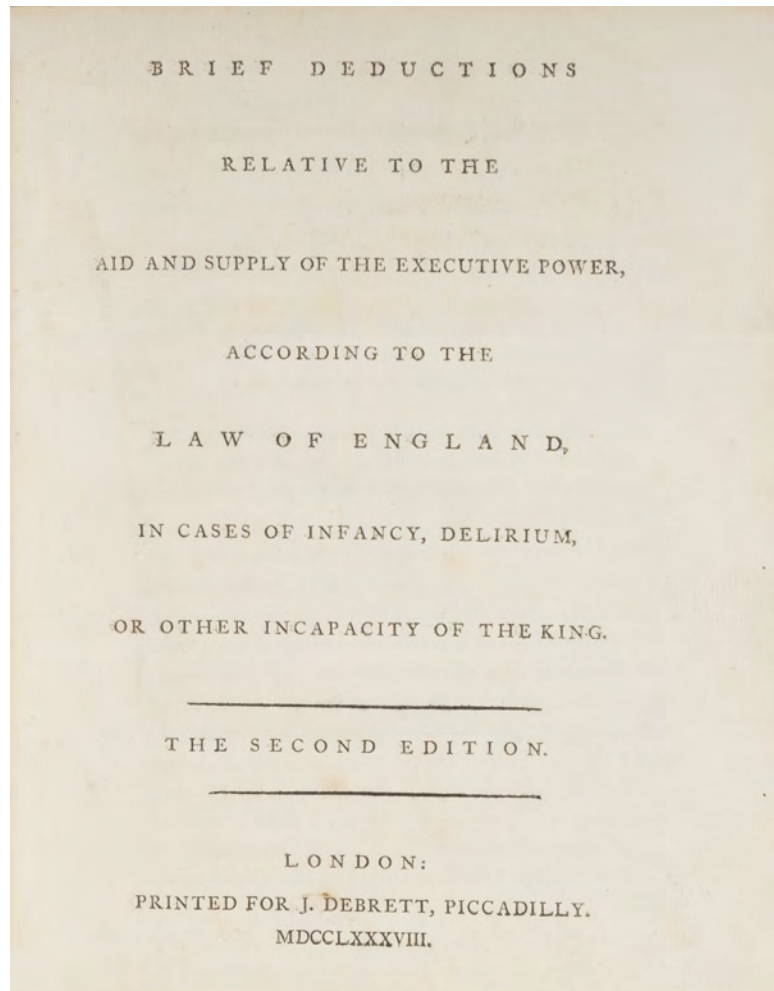 BRIEF DEDUCTIONS
RELATIVE TO THE
AID AND SUPPLY OF THE EXECUTIVE POWER,
ACCORDING TO THE
LAW OF ENGLAND,
IN CASES OF INFANCY, DELIRIUM,
OR OTHER INCAPACITY OF THE KING.
THE SECOND EDITION.
LONDON:
PRINTED FOR J. DEBRETT, PICCADILLY.
MDCCLXXXVIII.